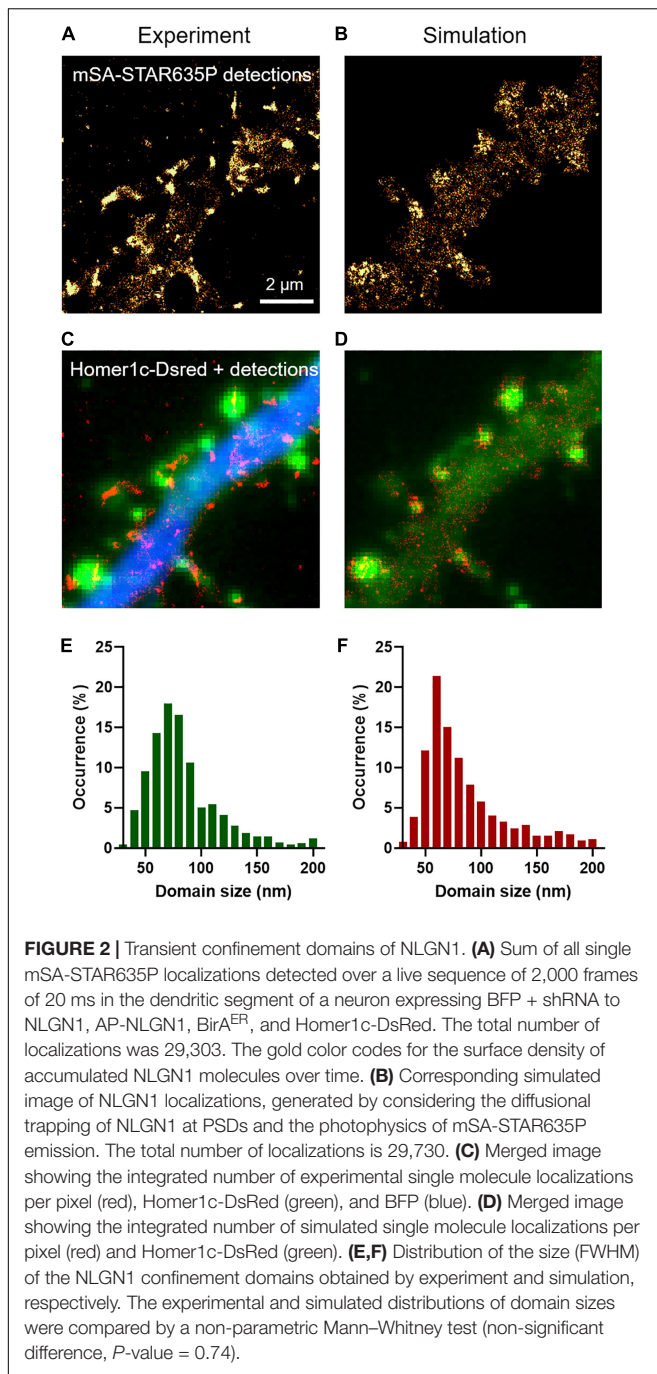 A Experiment B Simulation
mSA-STAR635P detections
2 µm
C D
Homer1c-Dsred + detections
E F
25 25
20 20
15 15
10 10
5 5
0 0
50 100 150 200 50 100 150 200
Occurrence (%) Occurrence (%)
Domain size (nm) Domain size (nm)
FIGURE 2 | Transient confinement domains of NLGN1. (A) Sum of all single
mSA-STAR635P localizations detected over a live sequence of 2,000 frames
of 20 ms in the dendritic segment of a neuron expressing BFP + shRNA to
NLGN1, AP-NLGN1, BirAER, and Homer1c-DsRed. The total number of
localizations was 29,303. The gold color codes for the surface density of
accumulated NLGN1 molecules over time. (B) Corresponding simulated
image of NLGN1 localizations, generated by considering the diffusional
trapping of NLGN1 at PSDs and the photophysics of mSA-STAR635P
emission. The total number of localizations is 29,730. (C) Merged image
showing the integrated number of experimental single molecule localizations
per pixel (red), Homer1c-DsRed (green), and BFP (blue). (D) Merged image
showing the integrated number of simulated single molecule localizations per
pixel (red) and Homer1c-DsRed (green). (E,F) Distribution of the size (FWHM)
of the NLGN1 confinement domains obtained by experiment and simulation,
respectively. The experimental and simulated distributions of domain sizes
were compared by a non-parametric Mann–Whitney test (non-significant
difference, P-value = 0.74).